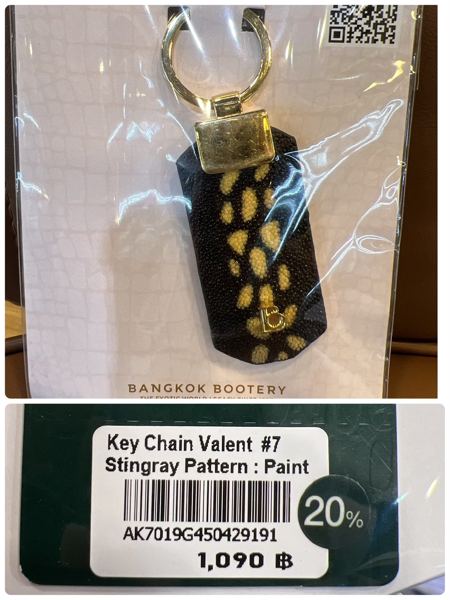 B
BANGKOK BOOTERY
Key Chain Valent #7
Stingray Pattern : Paint
20%
AK7019G450429191
1,090 ฿